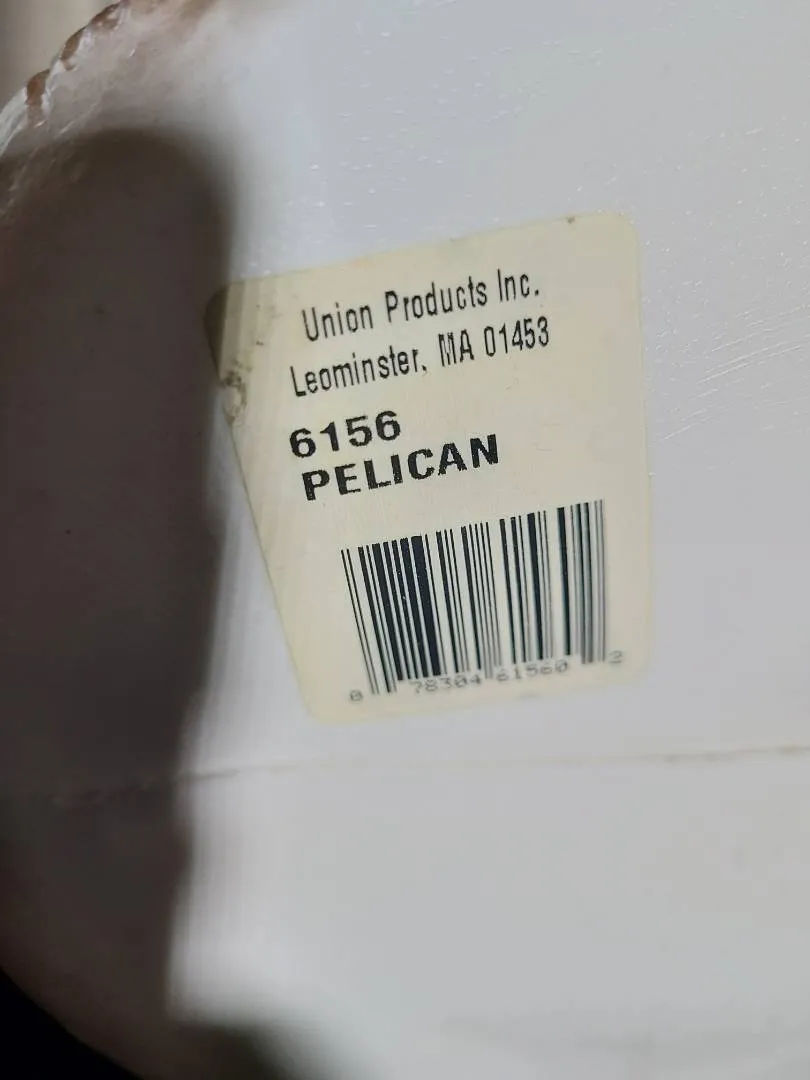 Union Products Inc.
Leominster, MA 01453
6156
PELICAN
0 78304 61560 2